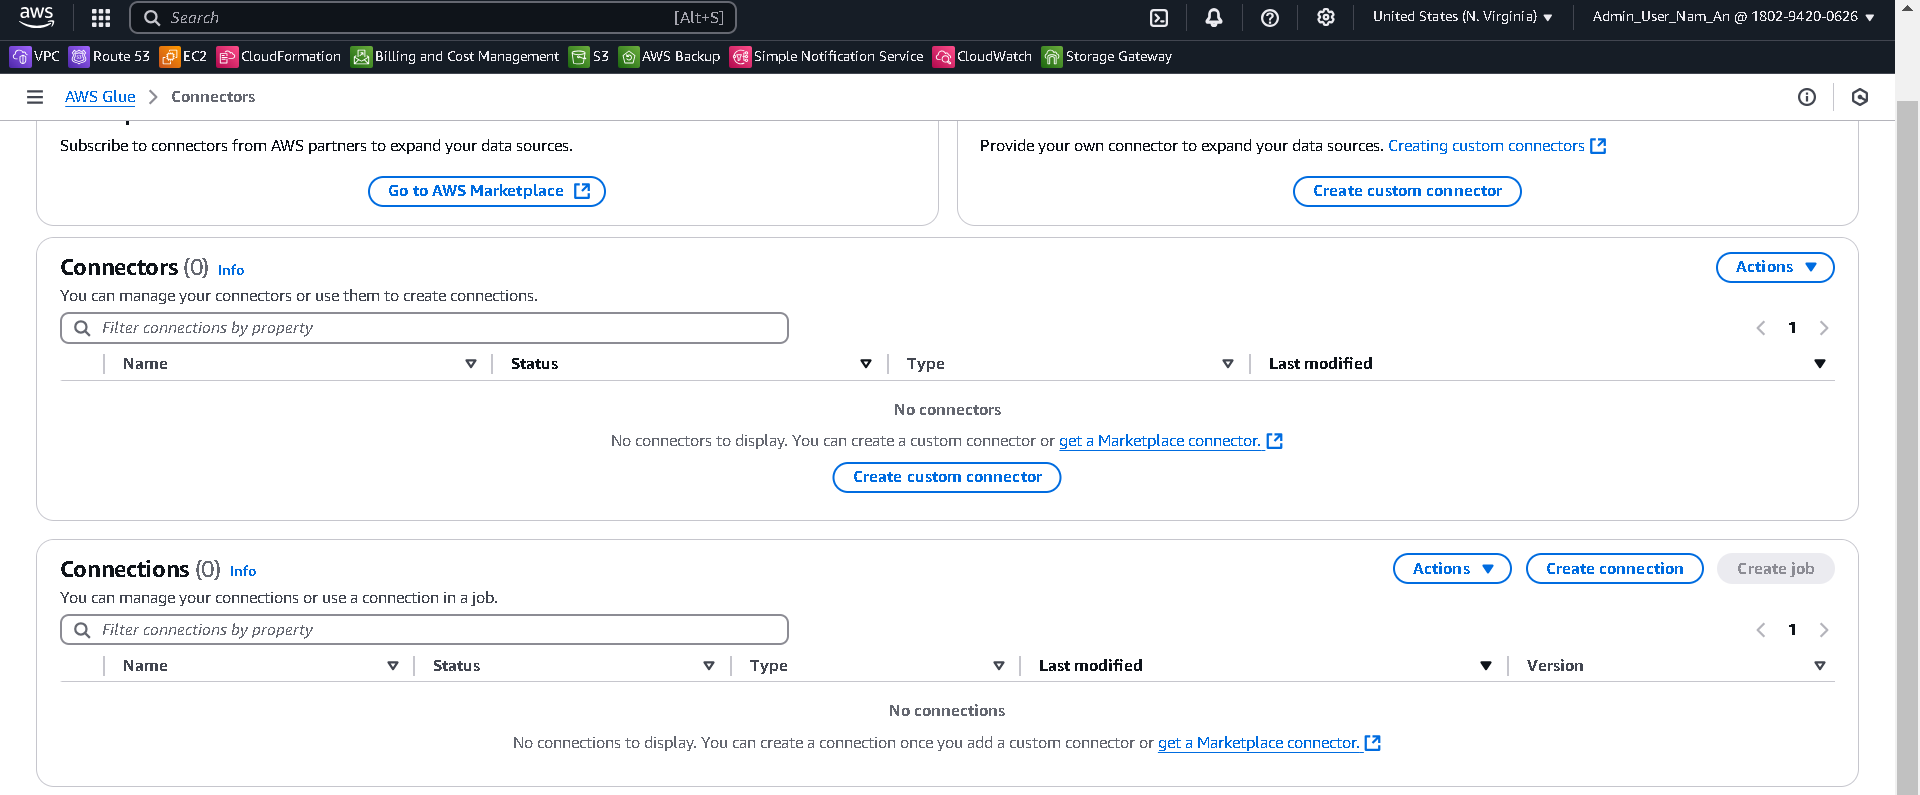 aws
Search [Alt+S]
United States (N. Virginia)
Admin_User_Nam_An @ 1802-9420-0626
VPC
Route 53
EC2
CloudFormation
Billing and Cost Management
S3
AWS Backup
Simple Notification Service
CloudWatch
Storage Gateway
AWS Glue
Connectors
Subscribe to connectors from AWS partners to expand your data sources.
Go to AWS Marketplace
Provide your own connector to expand your data sources. Creating custom connectors
Create custom connector
Connectors (0) Info
Actions
You can manage your connectors or use them to create connections.
Filter connections by property
1
Name
Status
Type
Last modified
No connectors
No connectors to display. You can create a custom connector or get a Marketplace connector.
Create custom connector
Connections (0) Info
Actions
Create connection
Create job
You can manage your connections or use a connection in a job.
Filter connections by property
1
Name
Status
Type
Last modified
Version
No connections
No connections to display. You can create a connection once you add a custom connector or get a Marketplace connector.